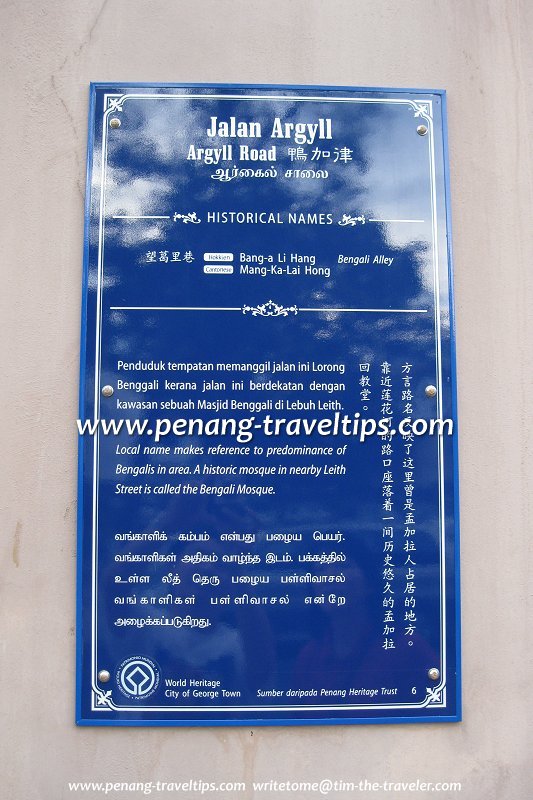 Jalan Argyll
Argyll Road 鴨加律
ஆர்கைல் சாலை
HISTORICAL NAMES
望葛里巷 Hokkien Bang-a Li Hang Bengali Alley
Cantonese Mang-Ka-Lai Hong
Penduduk tempatan memanggil jalan ini Lorong
Benggali kerana jalan ini berdekatan dengan
kawasan sebuah Masjid Benggali di Lebuh Leith.
www.penang-traveltips.com
Local name makes reference to predominance of
Bengalis in area. A historic mosque in nearby Leith
Street is called the Bengali Mosque.
வங்காளிக் கம்பம் என்பது பழைய பெயர்.
வங்காளிகள் அதிகம் வாழ்ந்த இடம். பக்கத்தில்
உள்ள லீத் தெரு பழைய பள்ளிவாசல்
வங்காளிகள் பள்ளிவாசல் என்றே
அழைக்கப்படுகிறது.
方言路名 映了这里曾是孟加拉人占居的地方。
靠近莲花 的路口座落着一间历史悠久的孟加拉
回教堂。
World Heritage
City of George Town
Sumber daripada Penang Heritage Trust 6
www.penang-traveltips.com writetome@tim-the-traveler.com